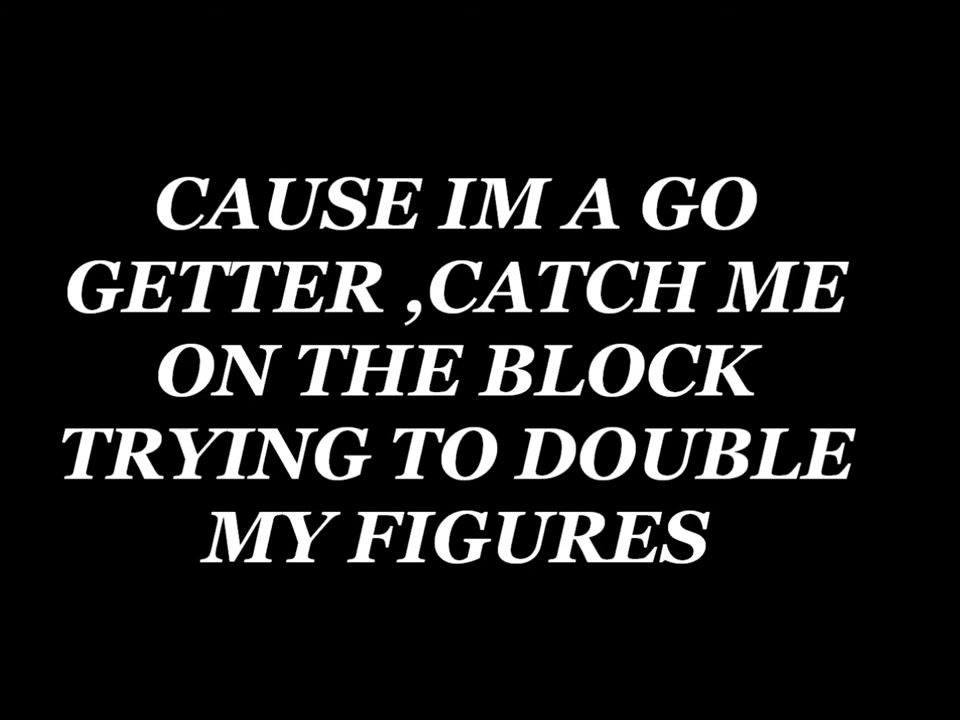 CAUSE IM A GO
GETTER ,CATCH ME
ON THE BLOCK
TRYING TO DOUBLE
MY FIGURES